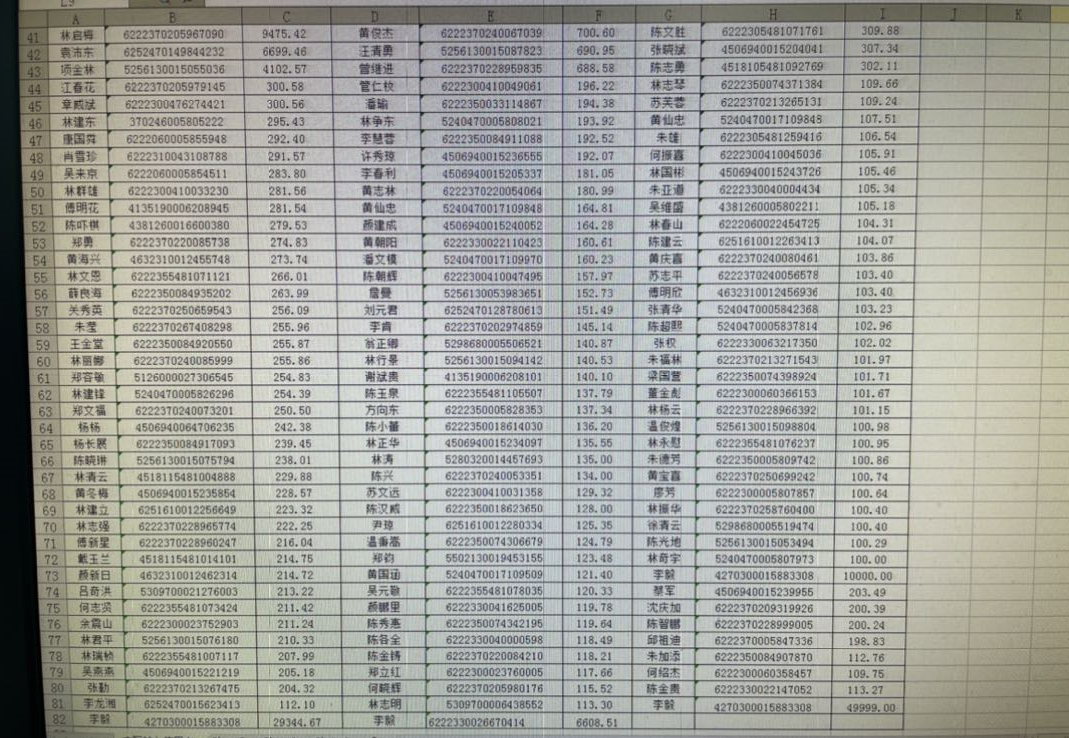 A B C D E F G H I J K
41 林启梅 6222370205967090 9475.42 黄俊杰 6222370240067039 700.60 陈文胜 6222305481071761 309.88
42 袁沛东 6252470149844232 6699.46 汪清勇 5256130015087823 690.95 张晓斌 4506940015204041 307.34
43 项金林 5256130015055036 4102.57 曾继进 6222370228959835 688.58 陈志勇 4518105481092769 302.11
44 江春花 6222370205979145 300.58 管仁校 6222300410049061 196.22 林志琴 6222350074371384 109.66
45 章威斌 6222300476274421 300.56 潘瑜 6222350033114867 194.38 苏芙蓉 6222370213265131 109.24
46 林建东 370246005805222 295.43 林争东 5240470005808021 193.92 黄仙忠 5240470017109848 107.51
47 康国舜 6222060005855948 292.40 李慧蓉 6222350084911088 192.52 朱雄 6222305481259416 106.54
48 肖雪珍 6222310043108788 291.57 许秀琼 4506940015236555 192.07 何振喜 6222300410045036 105.91
49 吴来京 6222060005854511 283.80 李春利 4506940015205337 181.05 林国彬 4506940015243726 105.46
50 林群雄 6222300410033230 281.56 黄志林 6222370220054064 180.99 朱亚道 6222330040004434 105.34
51 傅明花 4135190006208945 281.54 黄仙忠 5240470017109848 164.81 吴维盛 4381260005802211 105.18
52 陈吓棋 4381260016600380 279.53 颜建成 4506940015240052 164.28 林春山 6222060022454725 104.31
53 郑勇 6222370220085738 274.83 黄朝阳 6222330022110423 160.61 陈建云 6251610012263413 104.07
54 黄海兴 4632310012455748 273.74 潘文模 5240470017109970 160.23 黄庆喜 6222370240080461 103.86
55 林文恩 6222355481071121 266.01 陈朝辉 6222300410047495 157.97 苏志平 6222370240056578 103.40
56 薛良海 6222350084935202 263.99 詹曼 5256130053983651 152.73 傅明欣 4632310012456936 103.40
57 关秀英 6222370250659543 256.09 刘元君 6252470128780613 151.49 张清华 5240470005842368 103.23
58 朱莹 6222370267408298 255.96 李肯 6222370202974859 145.14 陈超熙 5240470005837814 102.96
59 王金堂 6222350084920550 255.87 翁正卿 5298680005506521 140.87 张权 6222330063217350 102.02
60 林丽卿 6222370240085999 255.86 林行景 5256130015094142 140.53 朱福林 6222370213271543 101.97
61 郑容敏 5126000027306545 254.83 谢斌贵 4135190006208101 140.10 梁国营 6222350074398924 101.71
62 林建锋 5240470005826296 254.39 陈玉泉 6222355481105507 137.79 董金彪 6222300060366153 101.67
63 郑文福 6222370240073201 250.50 方向东 6222350005828353 137.34 林杨云 6222370228966392 101.15
64 杨杨 4506940064706235 242.38 陈小蕾 6222350018614030 136.20 温俊煌 5256130015098804 100.98
65 杨长展 6222350084917093 239.45 林正华 4506940015234097 135.55 林永慰 6222355481076237 100.95
66 陈晓琳 5256130015075794 238.01 林涛 5280320014457693 135.00 朱德芳 6222350005809742 100.86
67 林清云 4518115481004888 229.88 陈兴 6222370240053351 134.00 黄宝喜 6222370250699242 100.74
68 黄冬梅 4506940015235854 228.57 苏文远 6222300410031358 129.32 廖芳 6222300005807857 100.64
69 林建立 6251610012256649 223.32 陈汉威 6222350018623650 128.00 林振华 6222370258760400 100.40
70 林志强 6222370228965774 222.25 尹琼 6251610012280334 125.35 徐清云 5298680005519474 100.40
71 傅新星 6222370228960247 216.04 温秉嵩 6222350074306679 124.79 陈光地 5256130015053494 100.29
72 戴玉兰 4518115481014101 214.75 郑钧 5502130019453155 123.48 林奇宇 5240470005807973 100.00
73 颜新日 4632310012462314 214.72 黄国函 5240470017109509 121.40 李毅 4270300015883308 10000.00
74 吕奇洪 5309700021276003 213.22 吴元敬 6222355481078035 120.33 蔡军 4506940015239955 203.49
75 何志贤 6222355481073424 211.42 颜鹏里 6222330041625005 119.78 沈庆加 6222370209319926 200.39
76 余震山 6222300023752903 211.24 陈秀惠 6222350074342195 119.64 陈智鹏 6222370228999005 200.24
77 林君平 5256130015076180 210.33 陈各全 6222330040000598 118.49 邱祖迪 6222370005847336 198.83
78 林瑞桢 6222355481007117 207.99 陈金铸 6222370220084210 118.21 朱加添 6222350084907870 112.76
79 吴燕燕 4506940015221219 205.18 郑立红 6222300023760005 117.66 何绍杰 6222300060358457 109.75
80 张勤 6222370213267475 204.32 何晓辉 6222370205980176 115.52 陈金贵 6222330022147052 113.27
81 李龙湘 6252470015623413 112.10 林志明 5309700006438552 113.30 李毅 4270300015883308 49999.00
82 李毅 4270300015883308 29344.67 李毅 6222330026670414 6608.51